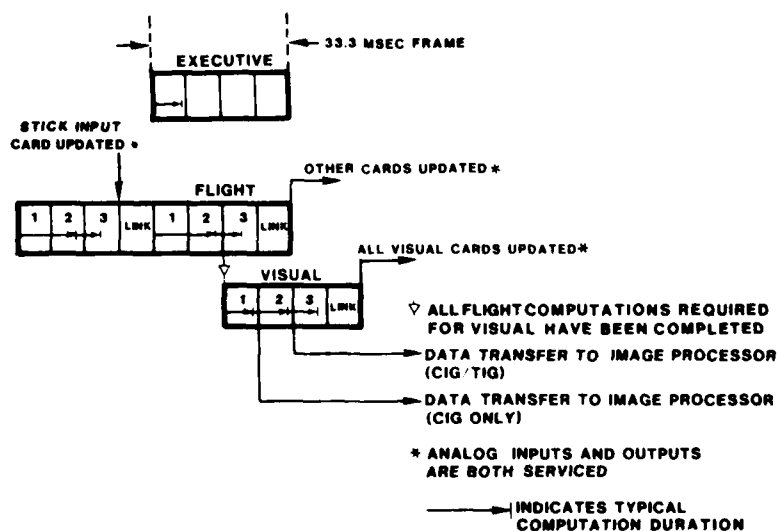 33.3 MSEC FRAME
EXECUTIVE
STICK INPUT
CARD UPDATED *
OTHER CARDS UPDATED *
FLIGHT
1 2 3 LINK 1 2 3 LINK
ALL VISUAL CARDS UPDATED*
VISUAL
1 2 3 LINK
▽ ALL FLIGHT COMPUTATIONS REQUIRED
FOR VISUAL HAVE BEEN COMPLETED
DATA TRANSFER TO IMAGE PROCESSOR
(CIG/TIG)
DATA TRANSFER TO IMAGE PROCESSOR
(CIG ONLY)
* ANALOG INPUTS AND OUTPUTS
ARE BOTH SERVICED
INDICATES TYPICAL
COMPUTATION DURATION